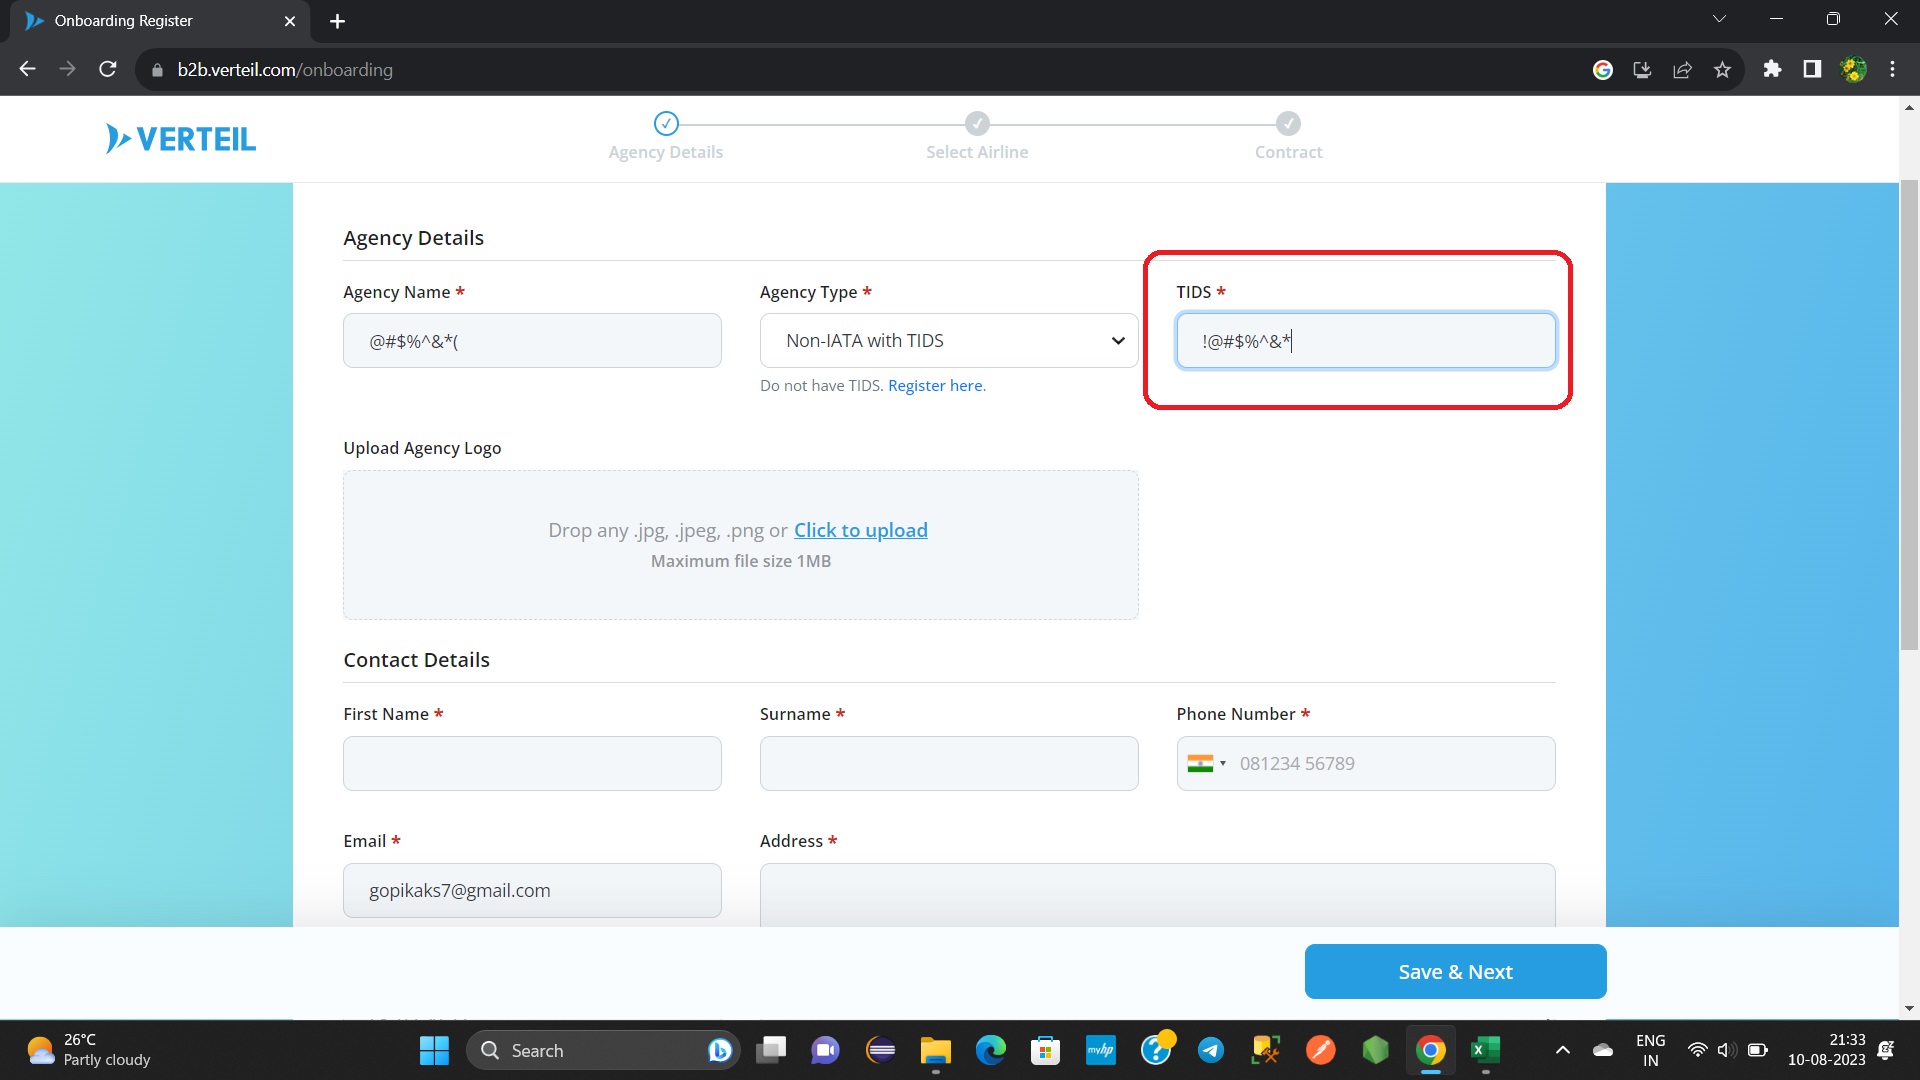 Onboarding Register
b2b.verteil.com/onboarding
VERTEIL
Agency Details
Select Airline
Contract
Agency Details
Agency Name *
Agency Type *
TIDS *
@#$%^&*(
Non-IATA with TIDS
!@#$%^&*
Do not have TIDS. Register here.
Upload Agency Logo
Drop any .jpg, .jpeg, .png or Click to upload
Maximum file size 1MB
Contact Details
First Name *
Surname *
Phone Number *
081234 56789
Email *
Address *
gopikaks7@gmail.com
Save & Next
26°C
Partly cloudy
Search
myhp
ENG
IN
21:33
10-08-2023